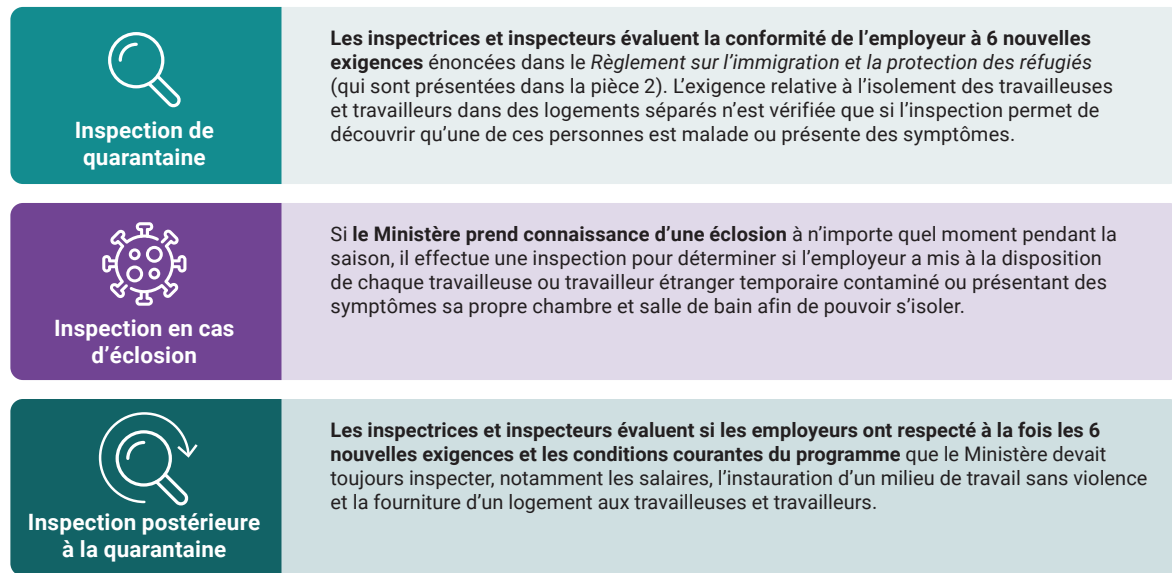 Inspection de
quarantaine
Les inspectrices et inspecteurs évaluent la conformité de l’employeur à 6 nouvelles
exigences énoncées dans le Règlement sur l’immigration et la protection des réfugiés
(qui sont présentées dans la pièce 2). L’exigence relative à l’isolement des travailleuses
et travailleurs dans des logements séparés n’est vérifiée que si l’inspection permet de
découvrir qu’une de ces personnes est malade ou présente des symptômes.
Inspection en cas
d’éclosion
Si le Ministère prend connaissance d’une éclosion à n’importe quel moment pendant la
saison, il effectue une inspection pour déterminer si l’employeur a mis à la disposition
de chaque travailleuse ou travailleur étranger temporaire contaminé ou présentant des
symptômes sa propre chambre et salle de bain afin de pouvoir s’isoler.
Inspection postérieure
à la quarantaine
Les inspectrices et inspecteurs évaluent si les employeurs ont respecté à la fois les 6
nouvelles exigences et les conditions courantes du programme que le Ministère devait
toujours inspecter, notamment les salaires, l’instauration d’un milieu de travail sans violence
et la fourniture d’un logement aux travailleuses et travailleurs.